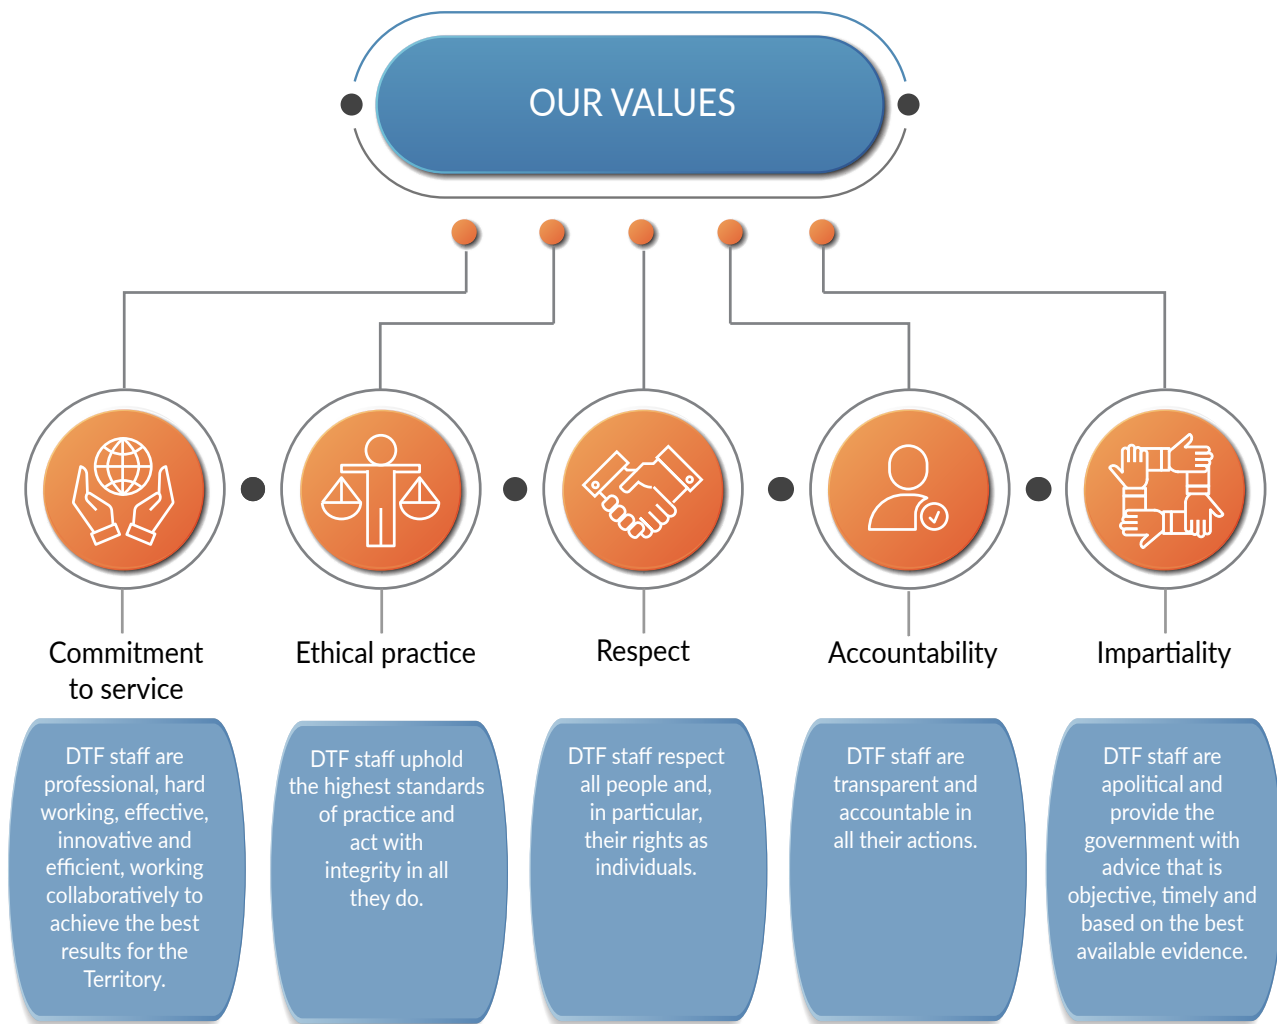 OUR VALUES
Commitment
to service
DTF staff are
professional, hard
working, effective,
innovative and
efficient, working
collaboratively to
achieve the best
results for the
Territory.
Ethical practice
DTF staff uphold
the highest standards
of practice and
act with
integrity in all
they do.
Respect
DTF staff respect
all people and,
in particular,
their rights as
individuals.
Accountability
DTF staff are
transparent and
accountable in
all their actions.
Impartiality
DTF staff are
apolitical and
provide the
government with
advice that is
objective, timely and
based on the best
available evidence.